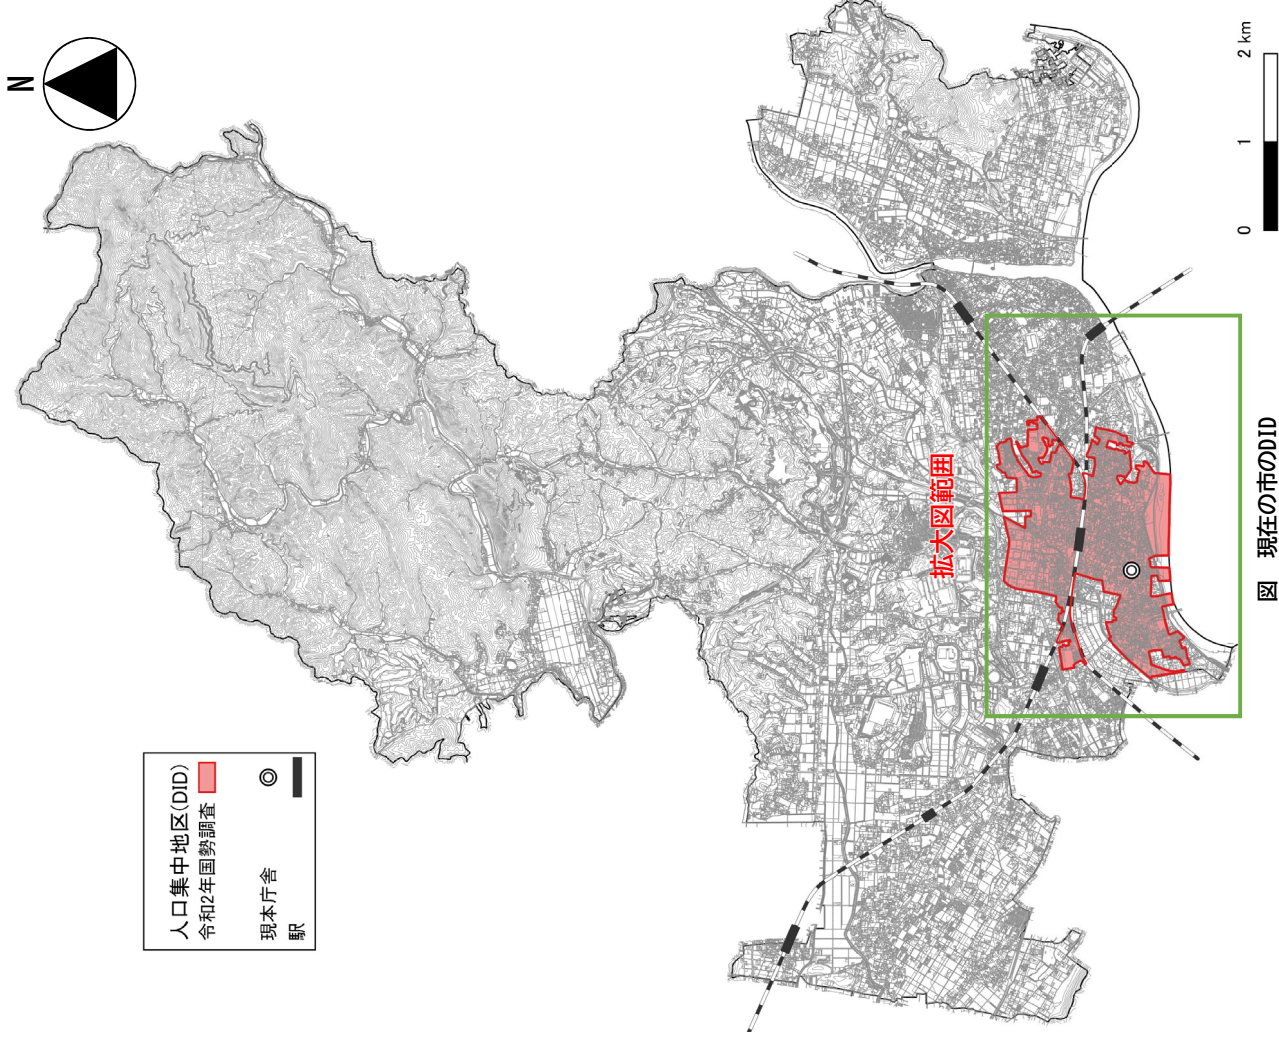 N
人口集中地区(DID)
令和2年国勢調査
現本庁舎
駅
拡大図範囲
0 1 2 km
図 現在の市のDID